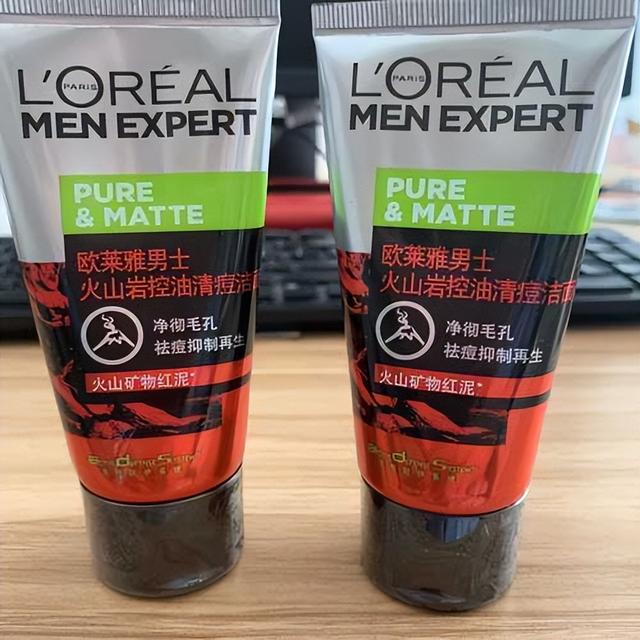 L'ORÉAL
PARIS
MEN EXPERT
PURE
& MATTE
欧莱雅男士
火山岩控油清痘洁面
净彻毛孔
祛痘抑制再生
火山矿物红泥
L'ORÉAL
PARIS
MEN EXPERT
PURE
& MATTE
欧莱雅男士
火山岩控油清痘洁面
净彻毛孔
祛痘抑制再生
火山矿物红泥